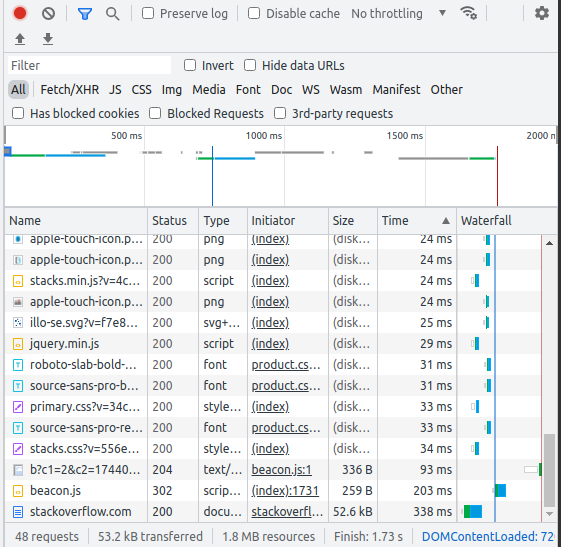 Preserve log Disable cache No throttling
Filter Invert Hide data URLs
All Fetch/XHR JS CSS Img Media Font Doc WS Wasm Manifest Other
Has blocked cookies Blocked Requests 3rd-party requests
500 ms 1000 ms 1500 ms 2000 m
Name Status Type Initiator Size Time Waterfall
apple-touch-icon.p... 200 png (index) (disk... 24 ms
apple-touch-icon.p... 200 png (index) (disk... 24 ms
stacks.min.js?v=4c... 200 script (index) (disk... 24 ms
apple-touch-icon.p... 200 png (index) (disk... 24 ms
illo-se.svg?v=f7e8... 200 svg+... (index) (disk... 25 ms
jquery.min.js 200 script (index) (disk... 29 ms
roboto-slab-bold-... 200 font product.cs... (disk... 31 ms
source-sans-pro-b... 200 font product.cs... (disk... 31 ms
primary.css?v=34c... 200 style... (index) (disk... 33 ms
source-sans-pro-re... 200 font product.cs... (disk... 33 ms
stacks.css?v=556e... 200 style... (index) (disk... 34 ms
b?c1=2&c2=17440... 204 text/... beacon.js:1 336 B 93 ms
beacon.js 302 scrip... (index):1731 259 B 203 ms
stackoverflow.com 200 docu... stackoverfl... 52.6 kB 338 ms
48 requests 53.2 kB transferred 1.8 MB resources Finish: 1.73 s DOMContentLoaded: 72